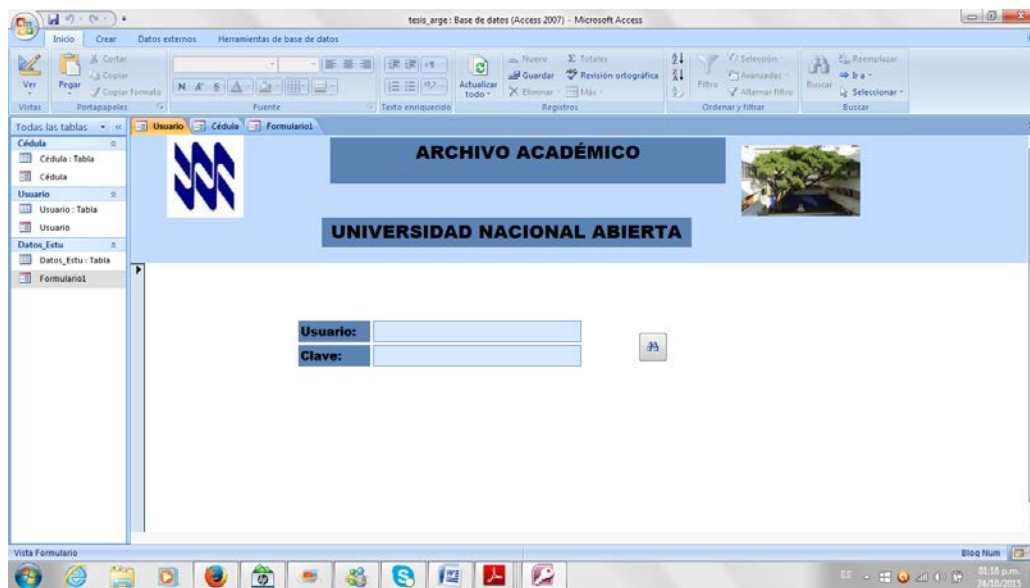 tesis_arge : Base de datos (Access 2007) - Microsoft Access
Inicio Crear Datos externos Herramientas de base de datos
Ver
Vistas
Pegar
Cortar
Copiar
Copiar formato
Portapapeles
N K S
Fuente
Texto enriquecido
Actualizar
todo
Nuevo
Guardar
Eliminar
Totales
Revisión ortográfica
Más
Registros
Filtro
Selección
Avanzadas
Alternar filtro
Ordenar y filtrar
Buscar
Reemplazar
Ir a
Seleccionar
Buscar
Todas las tablas
Cédula
Cédula : Tabla
Cédula
Usuario
Usuario : Tabla
Usuario
Datos_Estu
Datos_Estu : Tabla
Formulario1
Usuario Cédula Formulario1
ARCHIVO ACADÉMICO
UNIVERSIDAD NACIONAL ABIERTA
Usuario:
Clave:
Vista Formulario
Bloq Num
ES
01:16 p.m.
24/10/2015